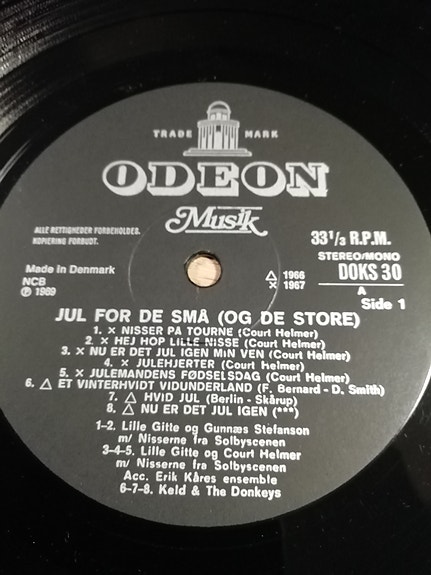 TRADE MARK
ODEON
Musik
ALLE RETTIGHEDER FORBEHOLDES.
KOPIERING FORBUDT.
33 1/3 R.P.M.
STEREO/MONO
DOKS 30
A
Side 1
Made in Denmark
NCB
Ⓟ 1989
△ 1966
× 1967
JUL FOR DE SMÅ (OG DE STORE)
1. × NISSER PÅ TOURNE (Court Helmer)
2. × HEJ HOP LILLE NISSE (Court Helmer)
3. × NU ER DET JUL IGEN MIN VEN (Court Helmer)
4. × JULEHJERTER (Court Helmer)
5. × JULEMANDENS FØDSELSDAG (Court Helmer)
6. △ ET VINTERHVIDT VIDUNDERLAND (F. Bernard - D. Smith)
7. △ HVID JUL (Berlin - Skårup)
8. △ NU ER DET JUL IGEN (***)
1-2. Lille Gitte og Gunnæs Stefanson
m/ Nisserne fra Solbyscenen
3-4-5. Lille Gitte og Court Helmer
m/ Nisserne fra Solbyscenen
Acc. Erik Kåres ensemble
6-7-8. Keld & The Donkeys